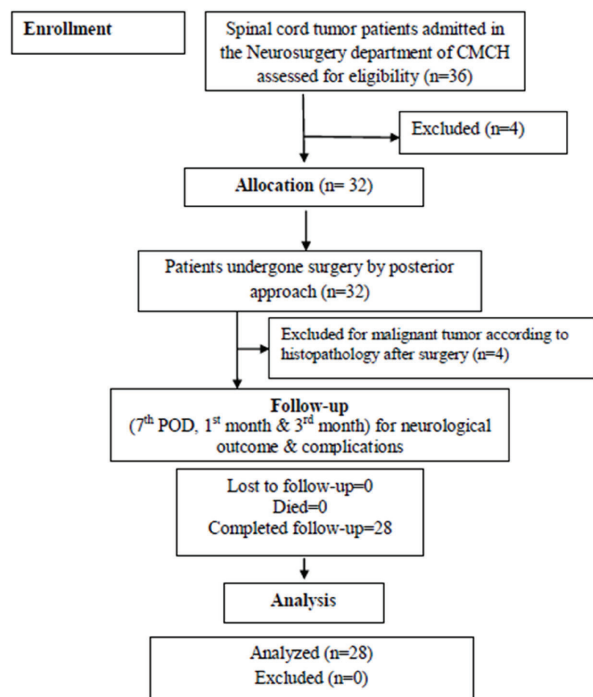 Enrollment
Spinal cord tumor patients admitted in
the Neurosurgery department of CMCH
assessed for eligibility (n=36)
Excluded (n=4)
Allocation (n= 32)
Patients undergone surgery by posterior
approach (n=32)
Excluded for malignant tumor according to
histopathology after surgery (n=4)
Follow-up
(7th POD, 1st month & 3rd month) for neurological
outcome & complications
Lost to follow-up=0
Died=0
Completed follow-up=28
Analysis
Analyzed (n=28)
Excluded (n=0)